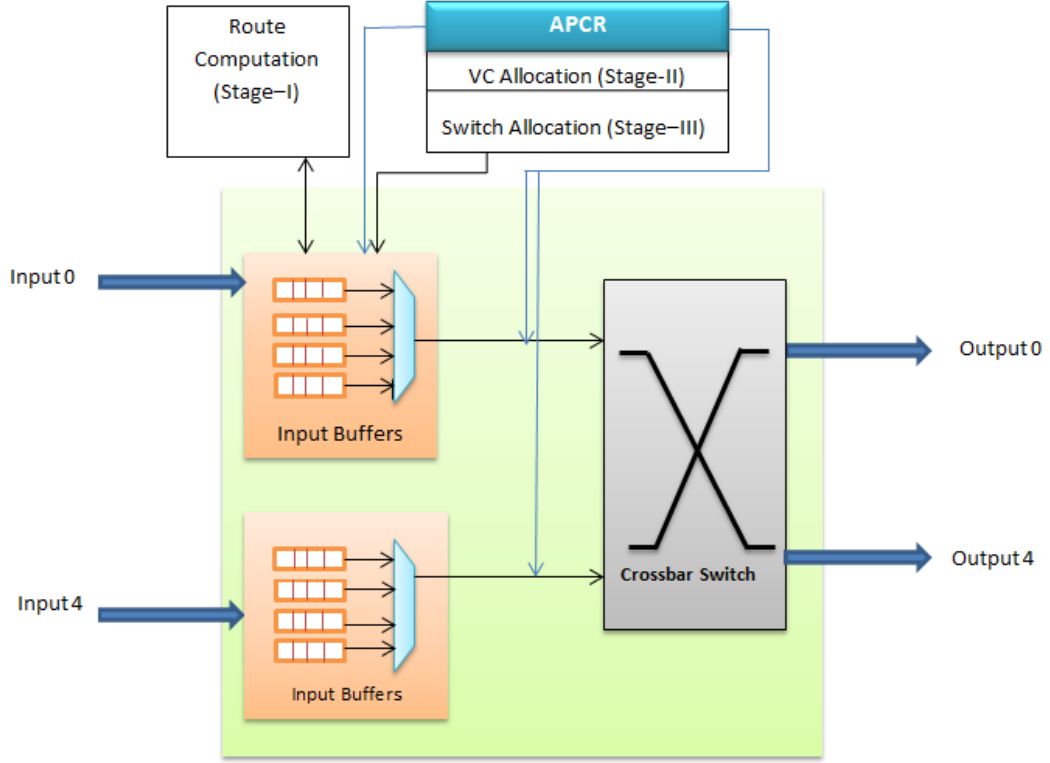 Route
Computation
(Stage–I)
APCR
VC Allocation (Stage-II)
Switch Allocation (Stage–III)
Input 0
Input Buffers
Output 0
Output 4
Crossbar Switch
Input 4
Input Buffers